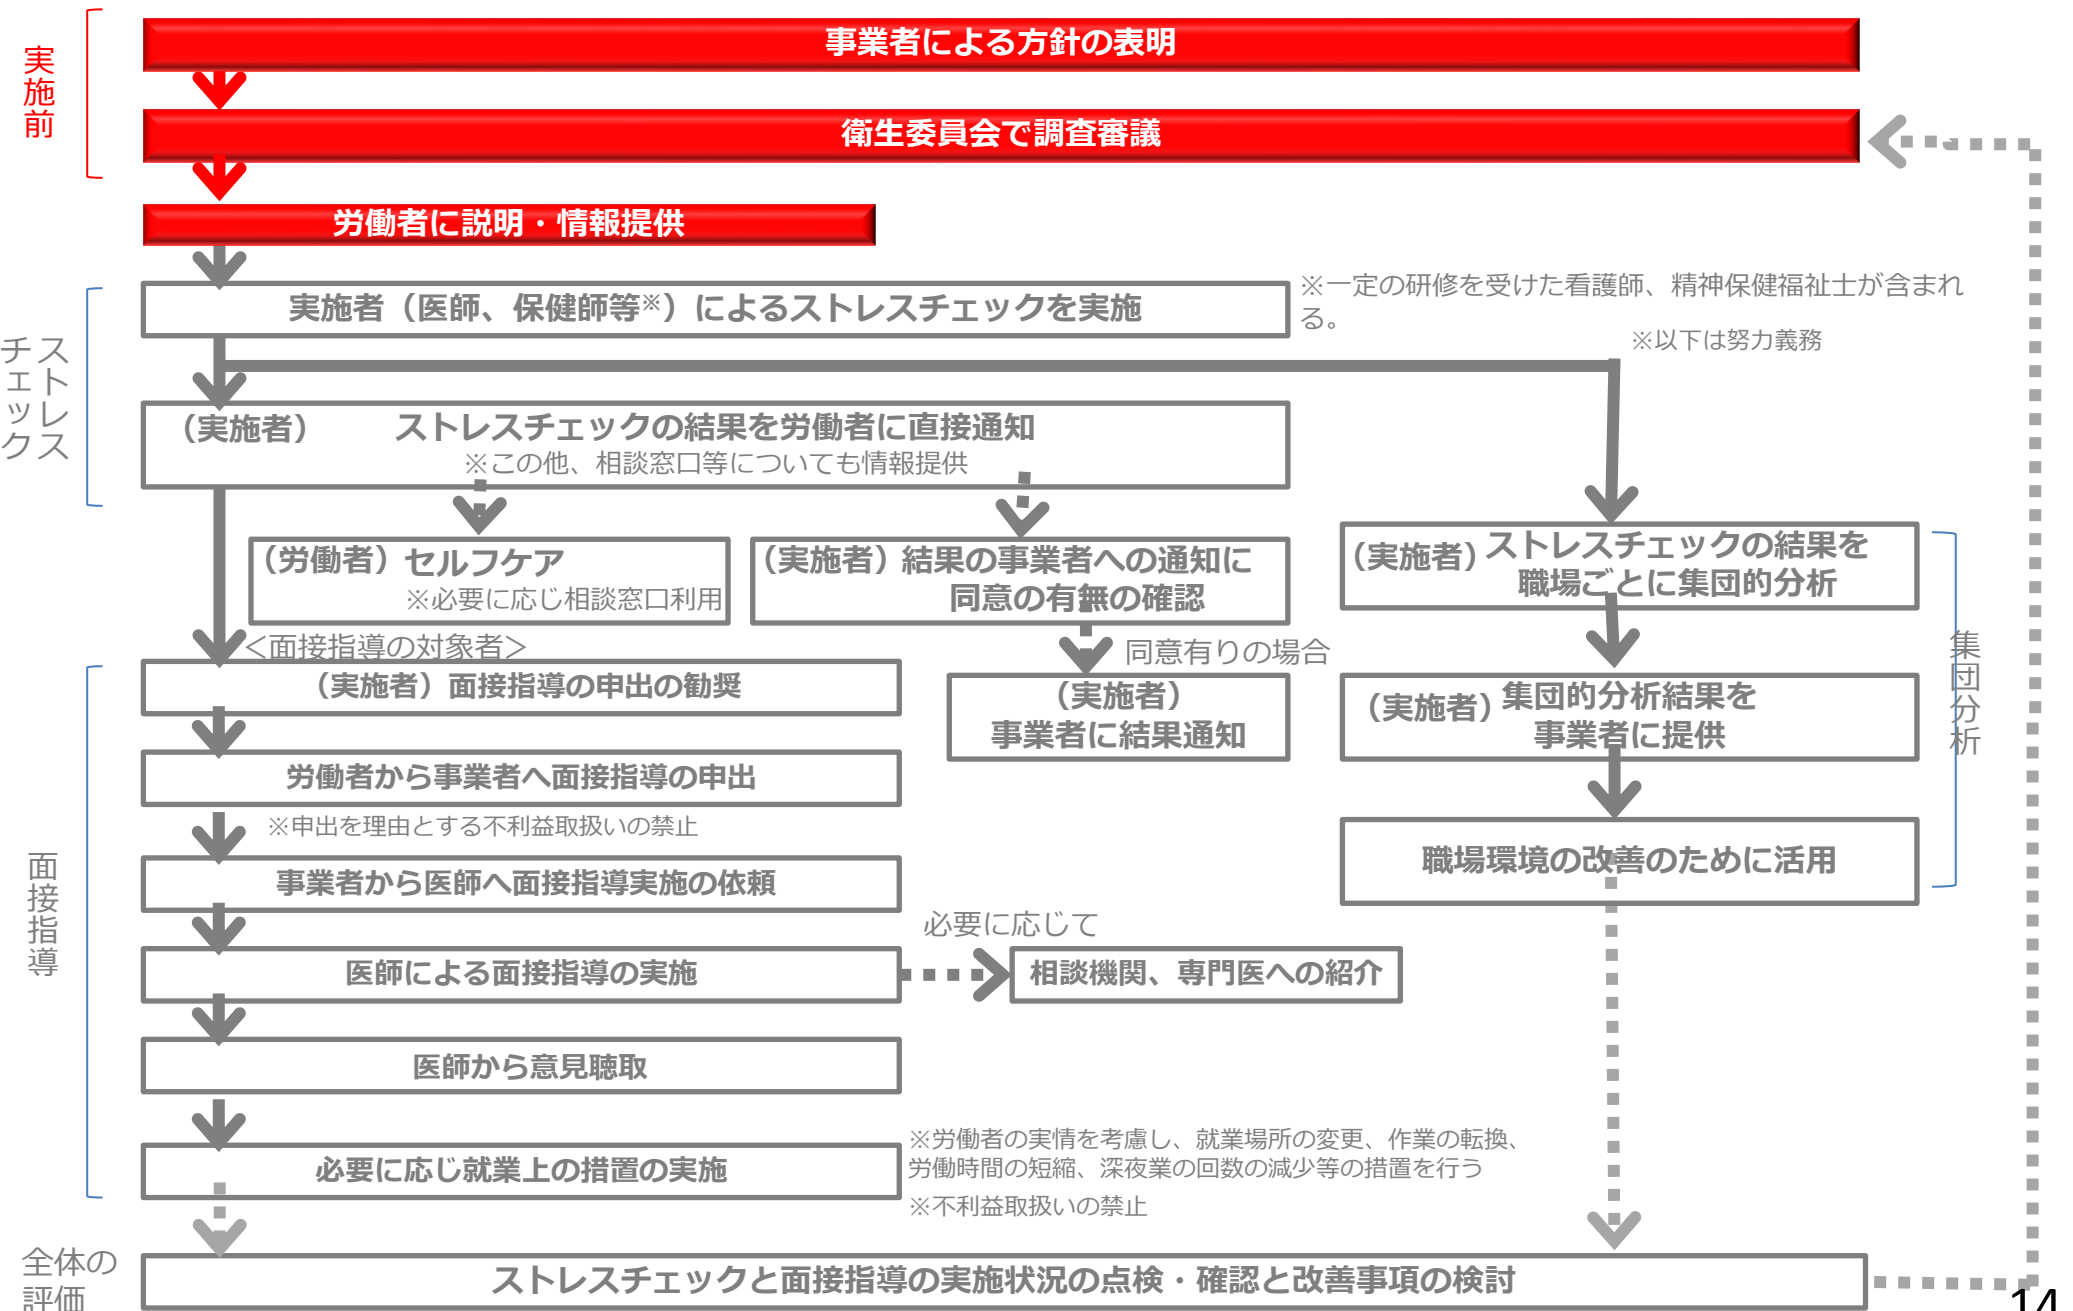 実施前
事業者による方針の表明
衛生委員会で調査審議
労働者に説明・情報提供
ストレス
チェック
実施者（医師、保健師等※）によるストレスチェックを実施
※一定の研修を受けた看護師、精神保健福祉士が含まれ
る。
※以下は努力義務
（実施者） ストレスチェックの結果を労働者に直接通知
※この他、相談窓口等についても情報提供
（労働者）セルフケア
※必要に応じ相談窓口利用
（実施者）結果の事業者への通知に
同意の有無の確認
同意有りの場合
（実施者）
事業者に結果通知
集団分析
（実施者）ストレスチェックの結果を
職場ごとに集団的分析
（実施者）集団的分析結果を
事業者に提供
職場環境の改善のために活用
面接指導
＜面接指導の対象者＞
（実施者）面接指導の申出の勧奨
労働者から事業者へ面接指導の申出
※申出を理由とする不利益取扱いの禁止
事業者から医師へ面接指導実施の依頼
医師による面接指導の実施
必要に応じて
相談機関、専門医への紹介
医師から意見聴取
必要に応じ就業上の措置の実施
※労働者の実情を考慮し、就業場所の変更、作業の転換、
労働時間の短縮、深夜業の回数の減少等の措置を行う
※不利益取扱いの禁止
全体の
評価
ストレスチェックと面接指導の実施状況の点検・確認と改善事項の検討
14